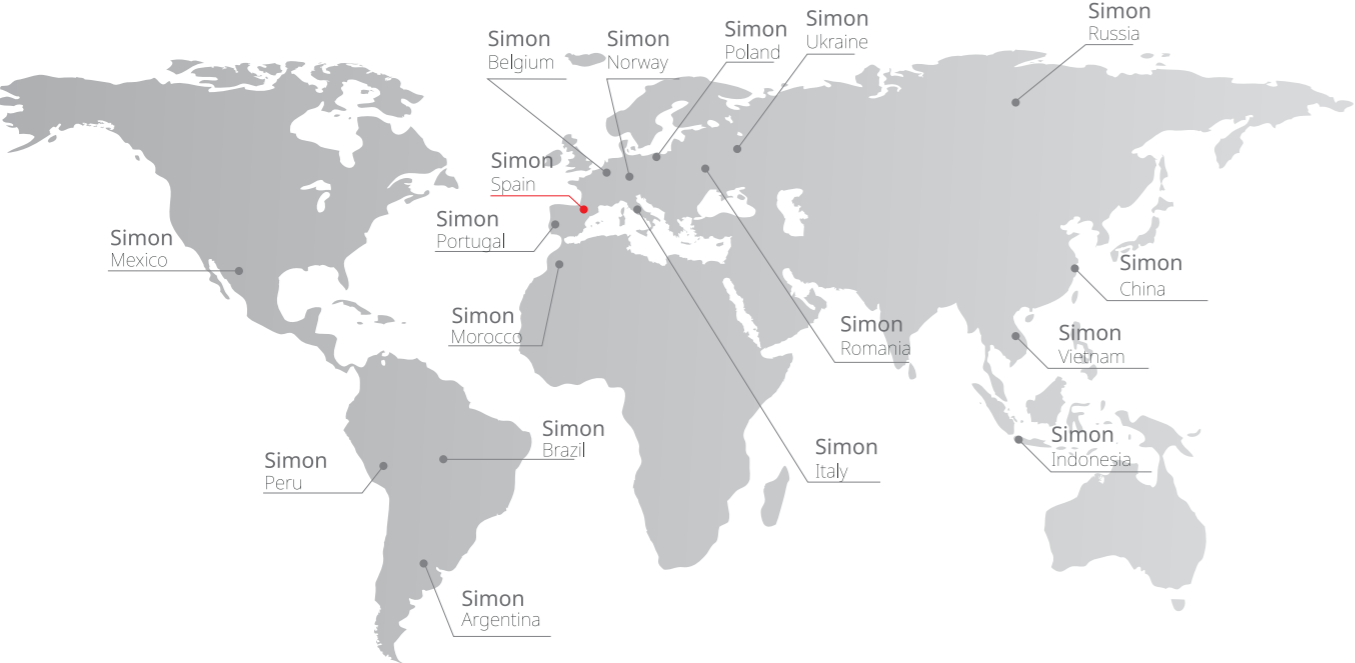 Simon
Belgium
Simon
Norway
Simon
Poland
Simon
Ukraine
Simon
Russia
Simon
Spain
Simon
Portugal
Simon
Mexico
Simon
China
Simon
Morocco
Simon
Romania
Simon
Vietnam
Simon
Brazil
Simon
Italy
Simon
Indonesia
Simon
Peru
Simon
Argentina